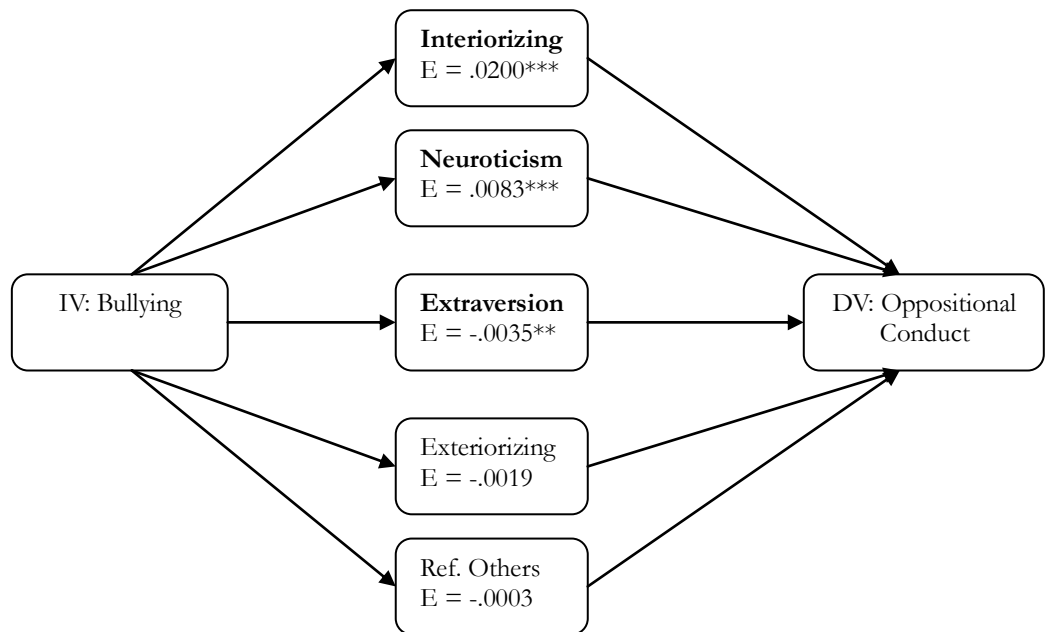 Interiorizing
E = .0200***
Neuroticism
E = .0083***
IV: Bullying
Extraversion
E = -.0035**
DV: Oppositional
Conduct
Exteriorizing
E = -.0019
Ref. Others
E = -.0003